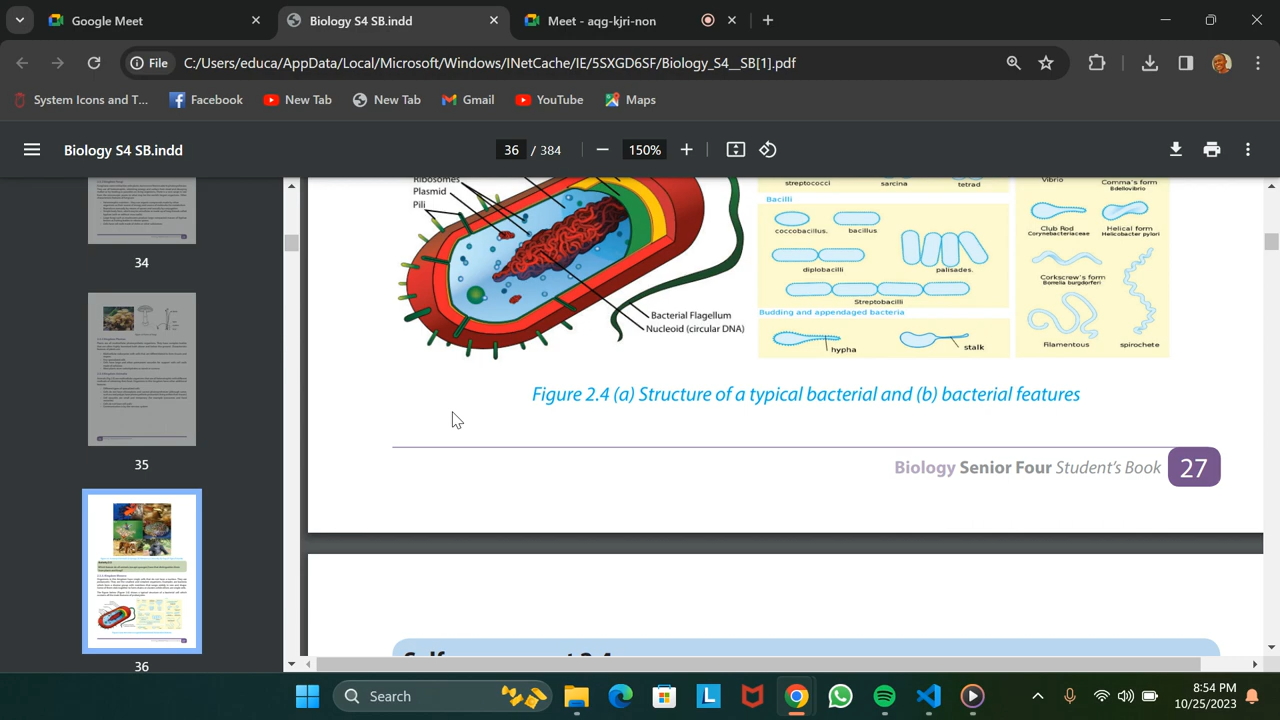 Google Meet
Biology S4 SB.indd
Meet - aqg-kjri-non
File
C:/Users/educa/AppData/Local/Microsoft/Windows/INetCache/IE/5SXGD6SF/Biology_S4__SB[1].pdf
System Icons and T...
Facebook
New Tab
New Tab
Gmail
YouTube
Maps
Biology S4 SB.indd
36 / 384
150%
34
35
36
Ribosomes
Plasmid
Pili
Bacterial Flagellum
Nucleoid (circular DNA)
streptococci
sarcina
tetrad
Bacilli
coccobacillus.
bacillus
diplobacilli
palisades.
Streptobacilli
Budding and appendaged bacteria
hypha
stalk
Vibrio
Comma's form
Bdellovibrio
Club Rod
Corynebacteriaceae
Helical form
Helicobacter pylori
Corkscrew's form
Borrelia burgdorferi
Filamentous
spirochete
Figure 2.4 (a) Structure of a typical bacterial and (b) bacterial features
Biology Senior Four Student's Book 27
Search
8:54 PM
10/25/2023